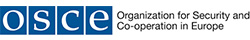 osce Organization for Security and
Co-operation in Europe